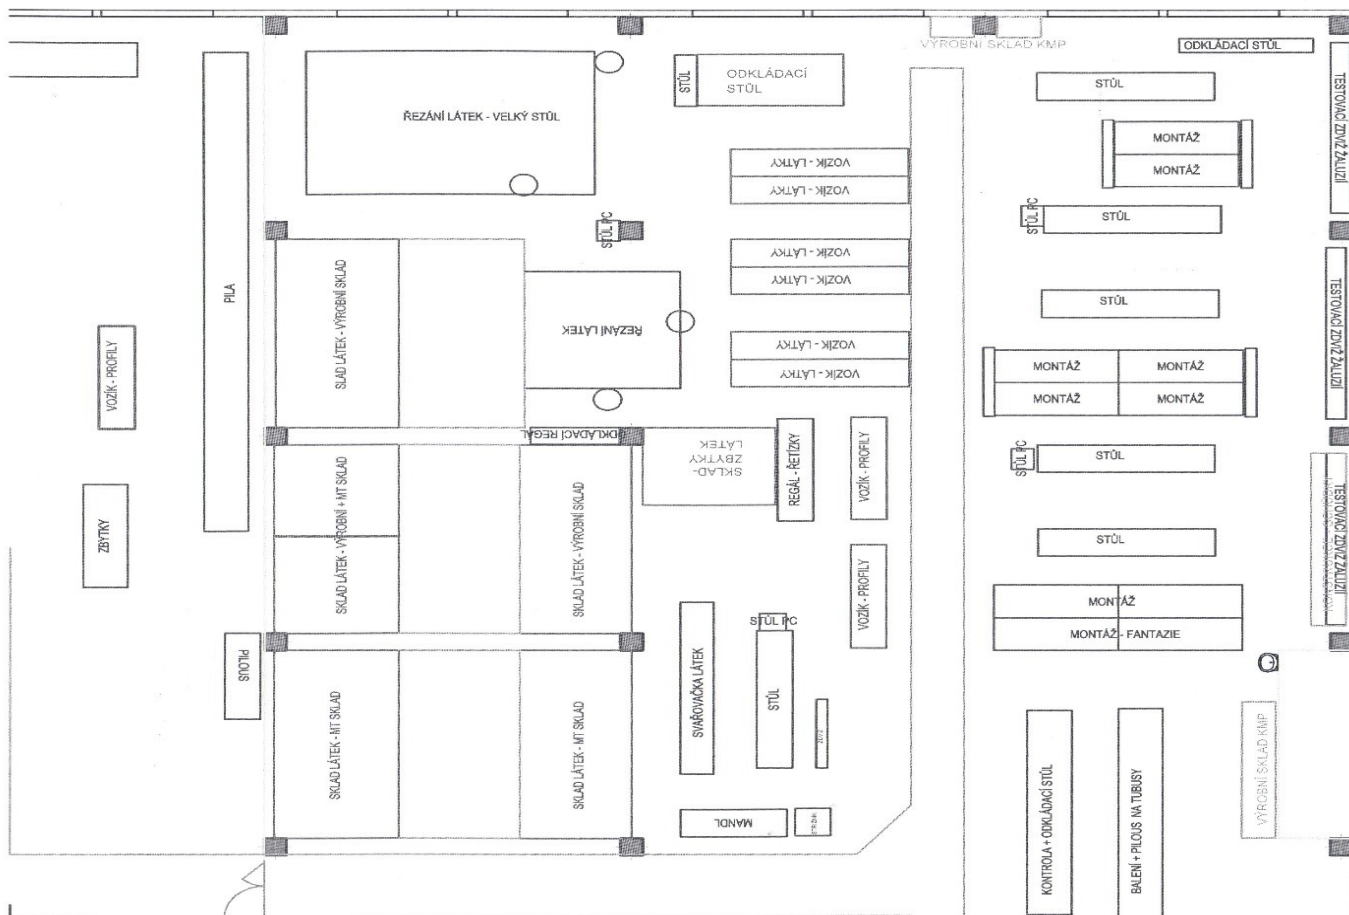 VÝROBNÍ SKLAD KMP
ODKLÁDACÍ STŮL
STŮL
ODKLÁDACÍ
STŮL
STŮL
TESTOVACÍ ZDVIŽ ŽALUZIÍ
ŘEZÁNÍ LÁTEK - VELKÝ STŮL
MONTÁŽ
MONTÁŽ
VOZÍK - LÁTKY
VOZÍK - LÁTKY
STŮL PC
STŮL PC
STŮL
PILA
SLAD LÁTEK - VÝROBNÍ SKLAD
VOZÍK - LÁTKY
VOZÍK - LÁTKY
STŮL
TESTOVACÍ ZDVIŽ ŽALUZIÍ
ŘEZÁNÍ LÁTEK
VOZÍK - LÁTKY
VOZÍK - LÁTKY
VOZÍK - PROFILY
MONTÁŽ
MONTÁŽ
MONTÁŽ
MONTÁŽ
ODKLÁDACÍ REGÁL
SKLAD-
ZBYTKY
LÁTEK
REGÁL - ŘETÍZKY
VOZÍK - PROFILY
STŮL PC
STŮL
TESTOVACÍ ZDVIŽ ŽALUZIÍ
ZBYTKY
SKLAD LÁTEK - VÝROBNÍ + MT SKLAD
SKLAD LÁTEK - VÝROBNÍ SKLAD
STŮL
VOZÍK - PROFILY
MONTÁŽ
MONTÁŽ - FANTAZIE
STŮL PC
PILOUS
SVAŘOVAČKA LÁTEK
STŮL
SKLAD LÁTEK - MT SKLAD
SKLAD LÁTEK - MT SKLAD
MANDL
KONTROLA + ODKLÁDACÍ STŮL
BALENÍ + PILOUS NA TUBUSY
VÝROBNÍ SKLAD KMP